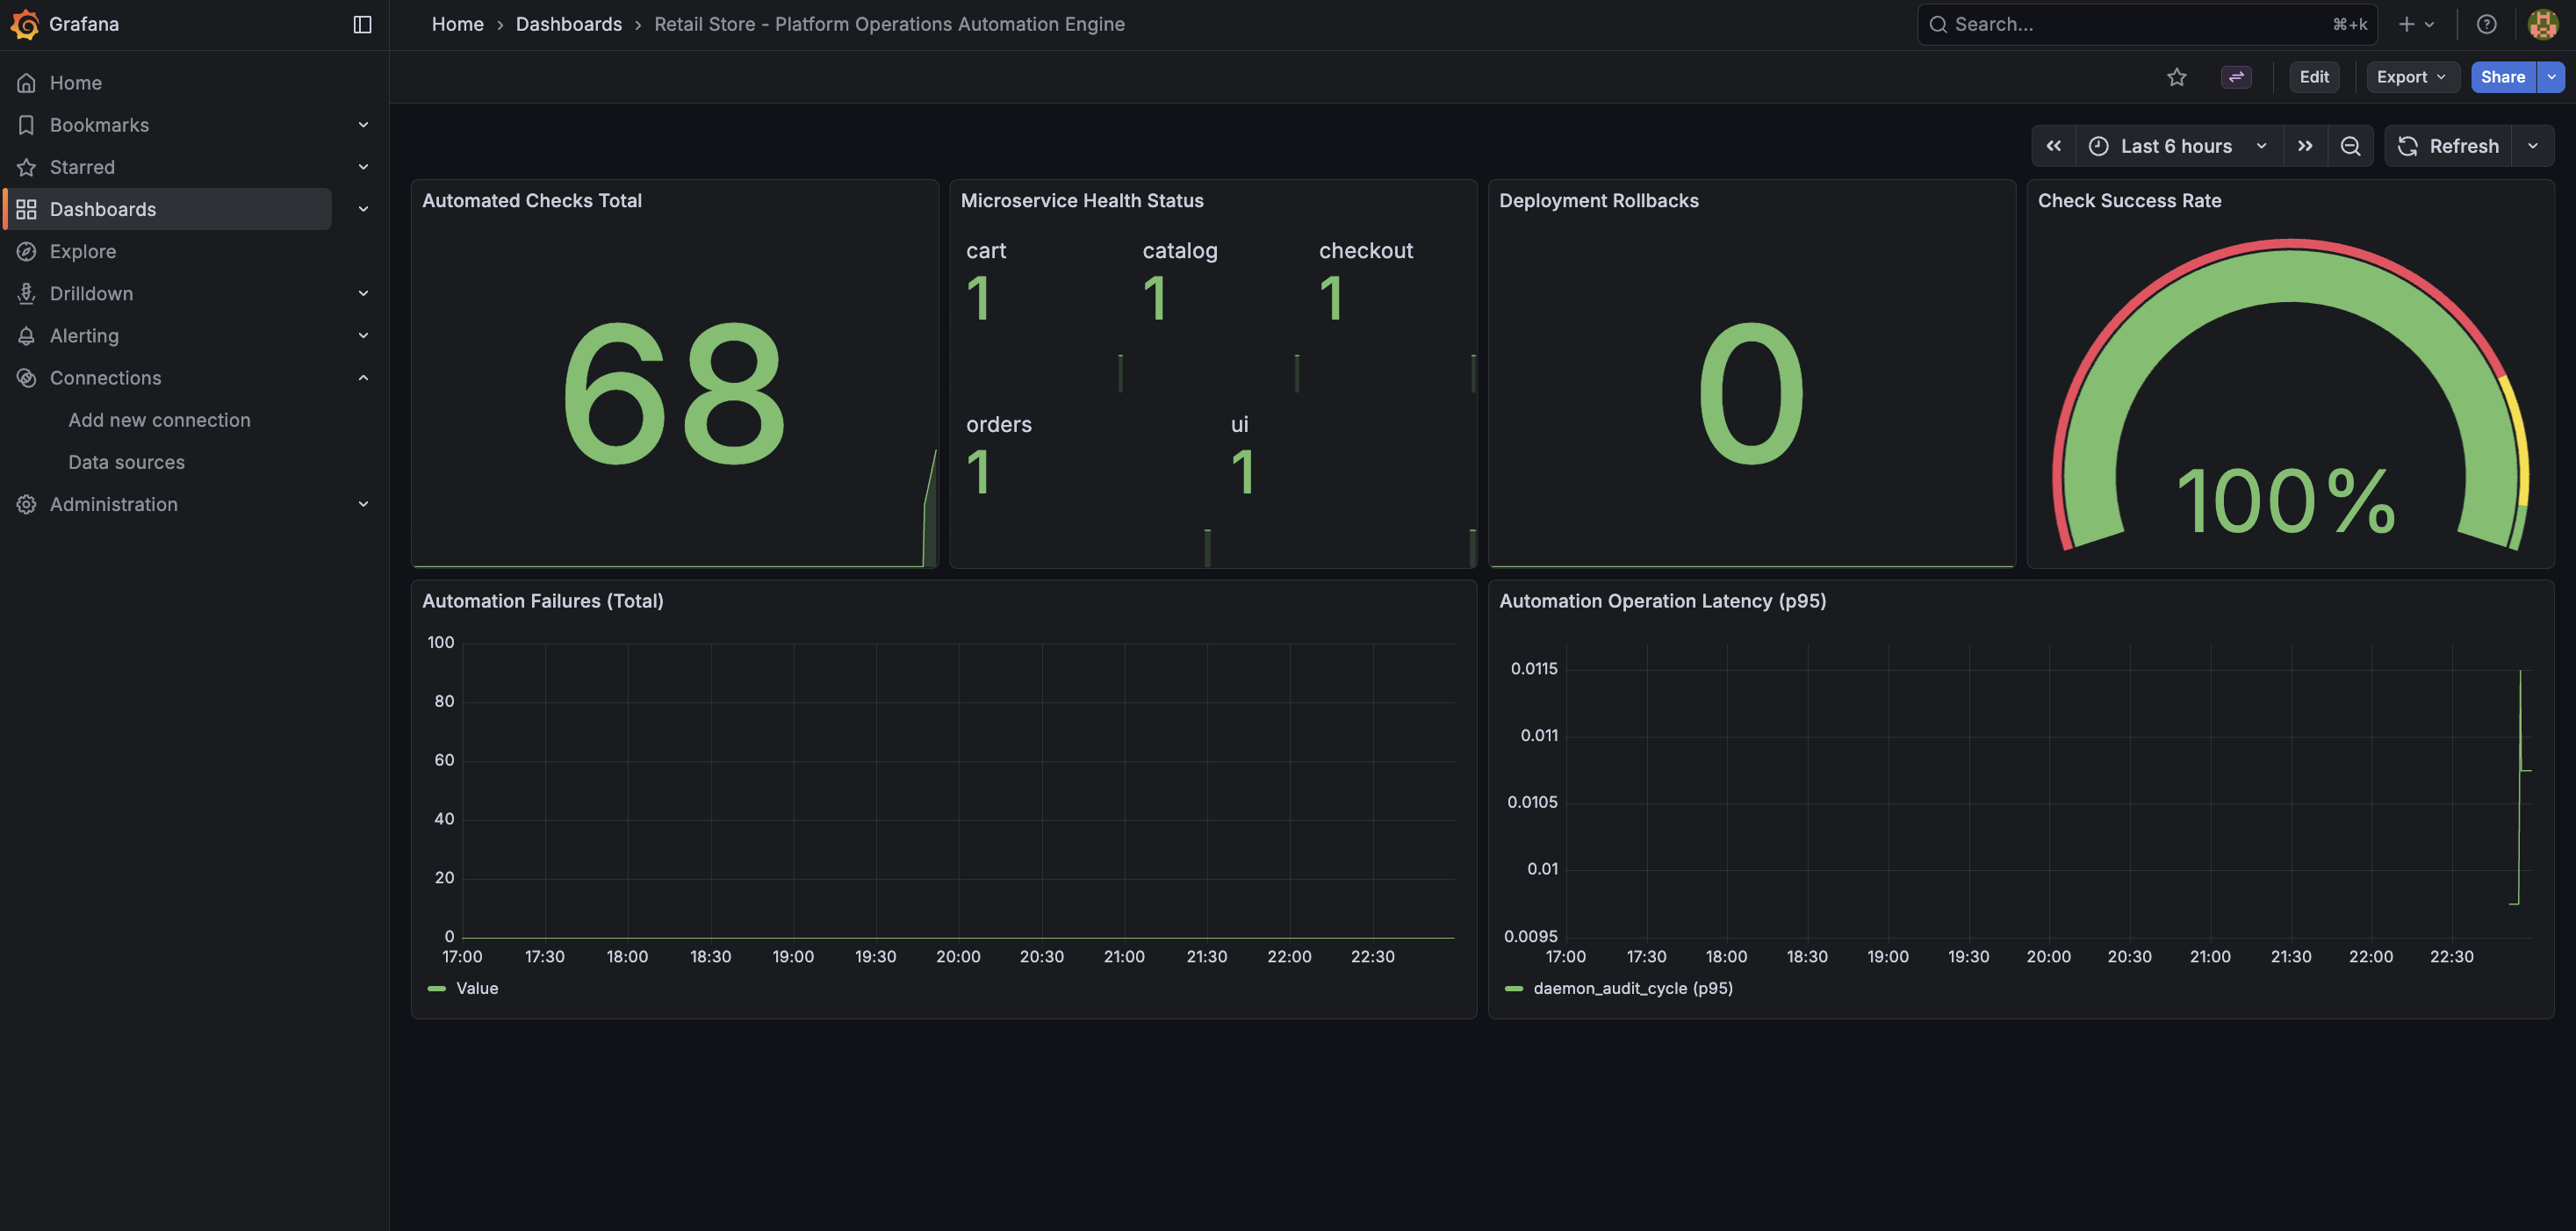 Grafana
Home › Dashboards › Retail Store - Platform Operations Automation Engine
Search...
⌘+k
Edit
Export
Share
Home
Bookmarks
Starred
Dashboards
Explore
Drilldown
Alerting
Connections
Add new connection
Data sources
Administration
Last 6 hours
Refresh
Automated Checks Total
68
Microservice Health Status
cart
1
catalog
1
checkout
1
orders
1
ui
1
Deployment Rollbacks
0
Check Success Rate
100%
Automation Failures (Total)
100
80
60
40
20
0
17:00 17:30 18:00 18:30 19:00 19:30 20:00 20:30 21:00 21:30 22:00 22:30
Value
Automation Operation Latency (p95)
0.0115
0.011
0.0105
0.01
0.0095
17:00 17:30 18:00 18:30 19:00 19:30 20:00 20:30 21:00 21:30 22:00 22:30
daemon_audit_cycle (p95)